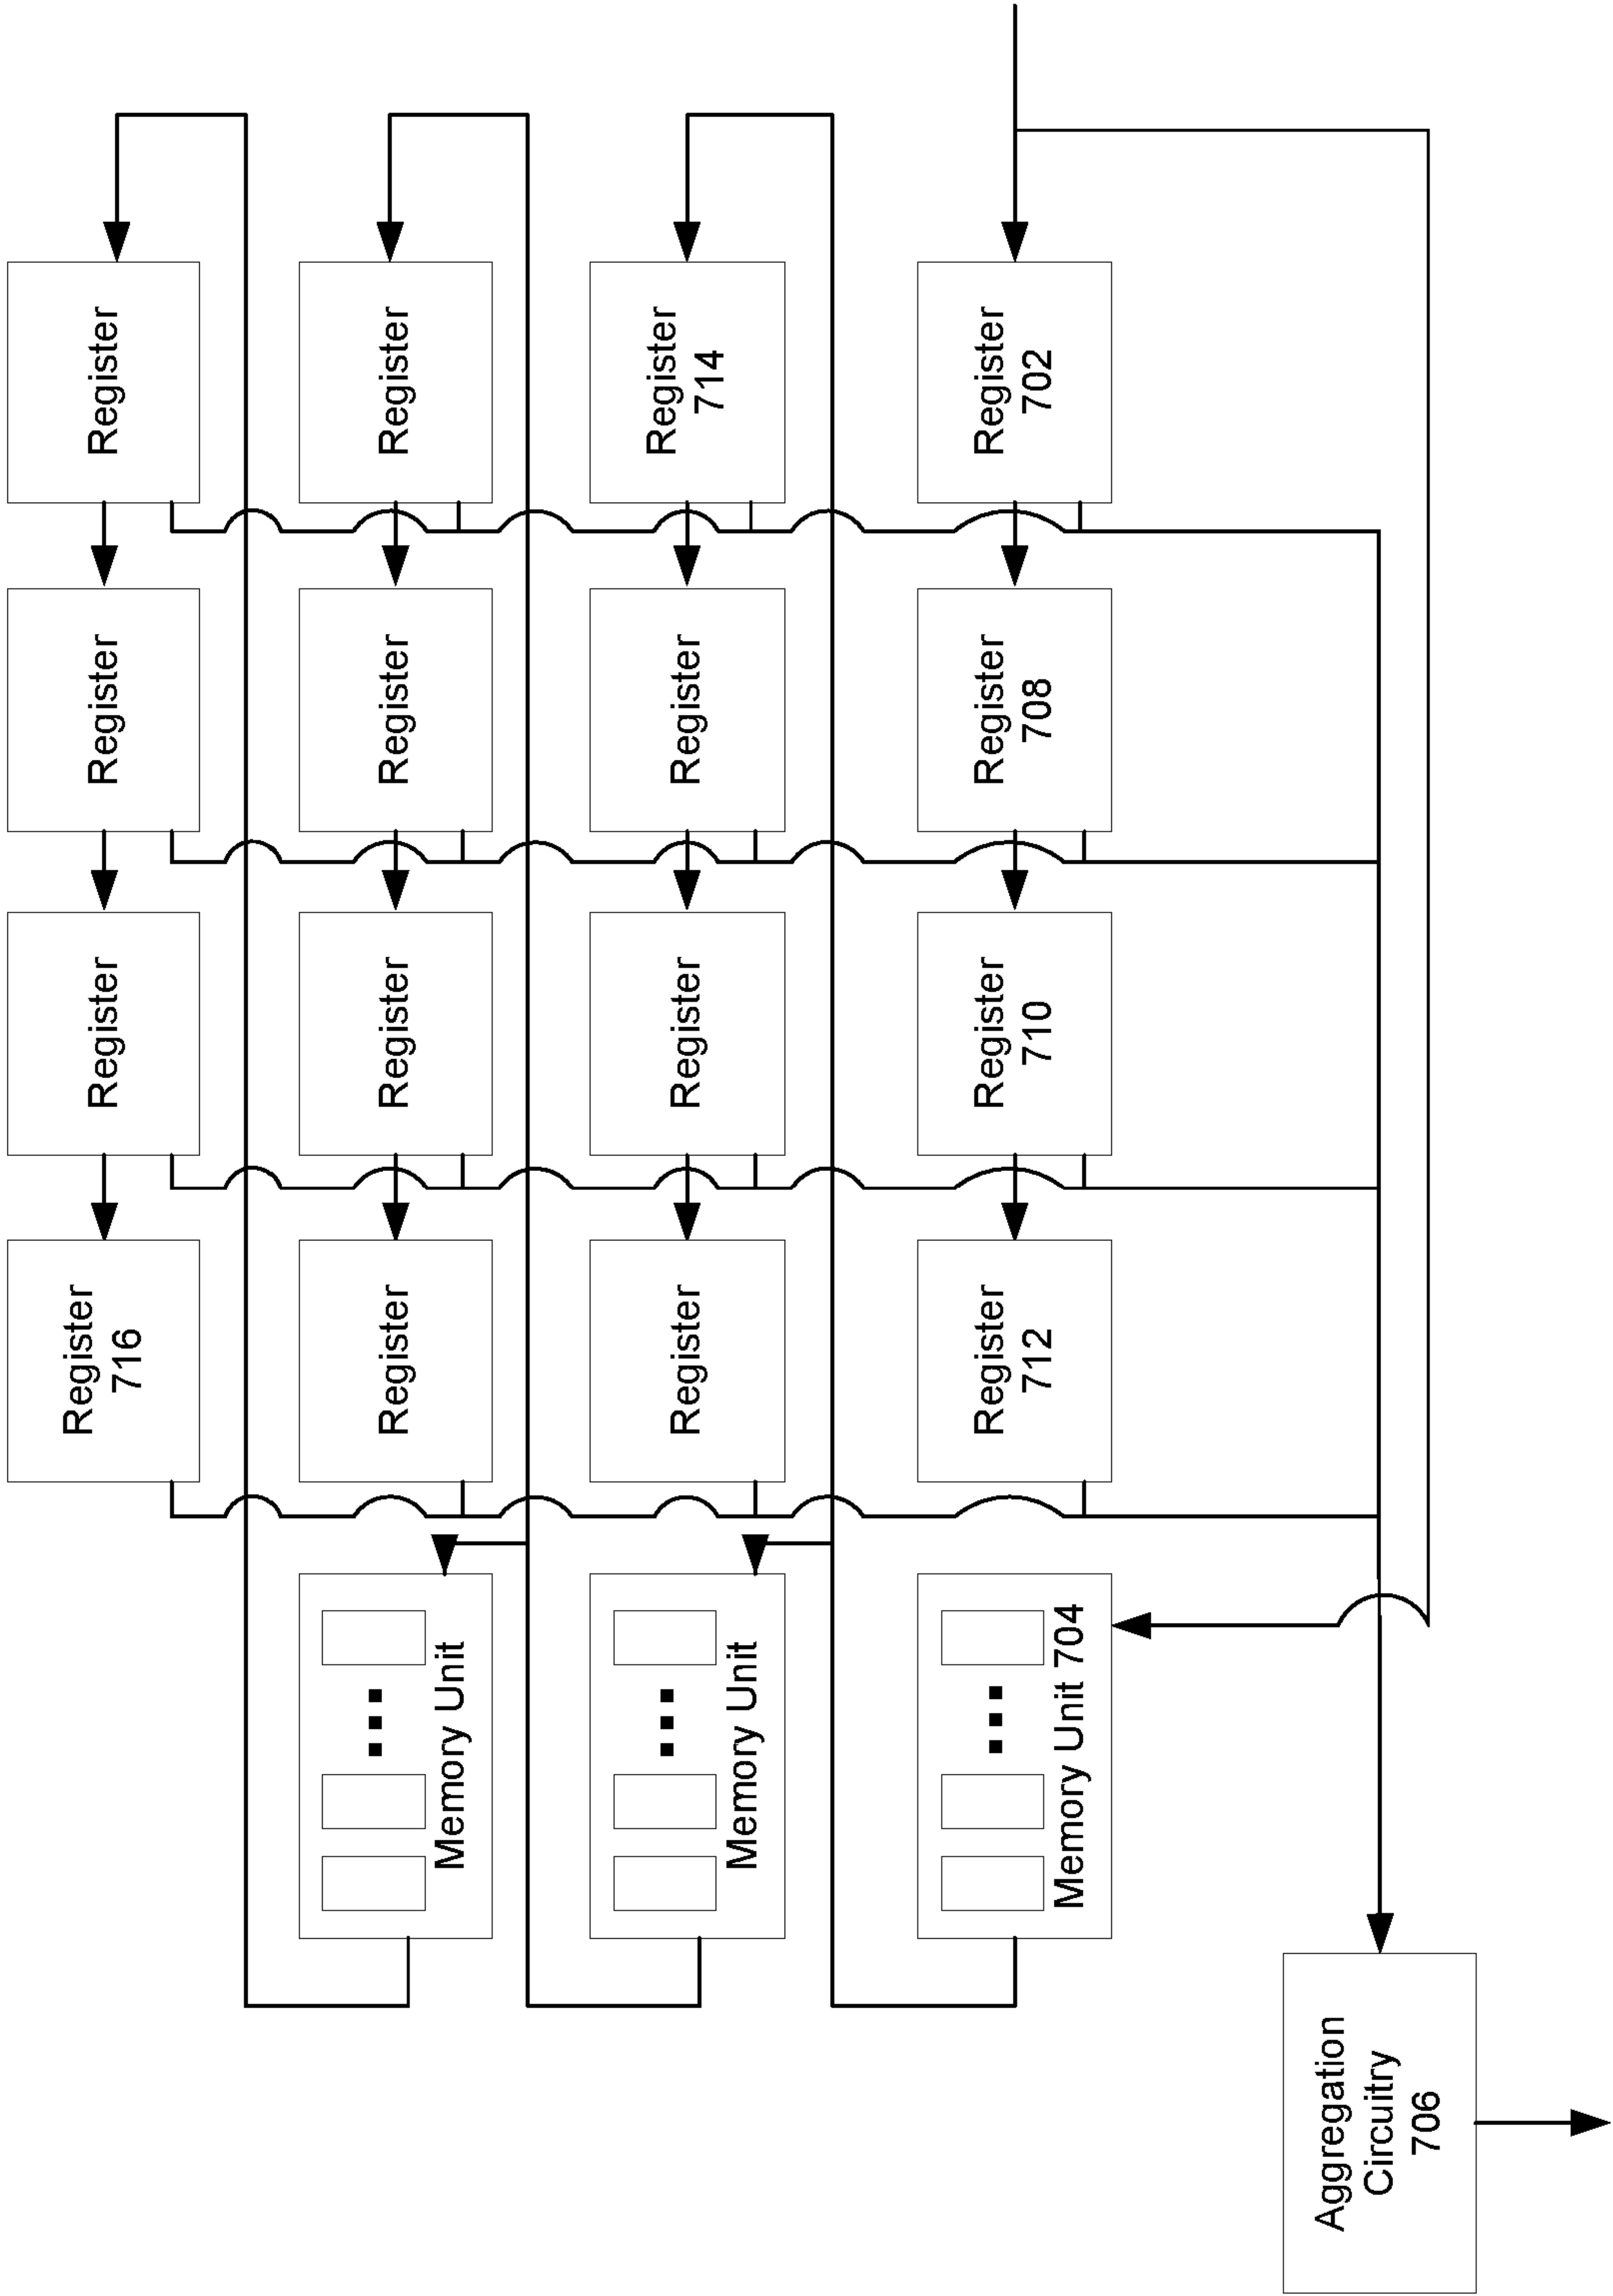 Register
716
Register
Register
Register
Memory Unit
Register
Register
Register
Register
Memory Unit
Register
Register
Register
Register
714
Memory Unit 704
Register
712
Register
710
Register
708
Register
702
Aggregation
Circuitry
706